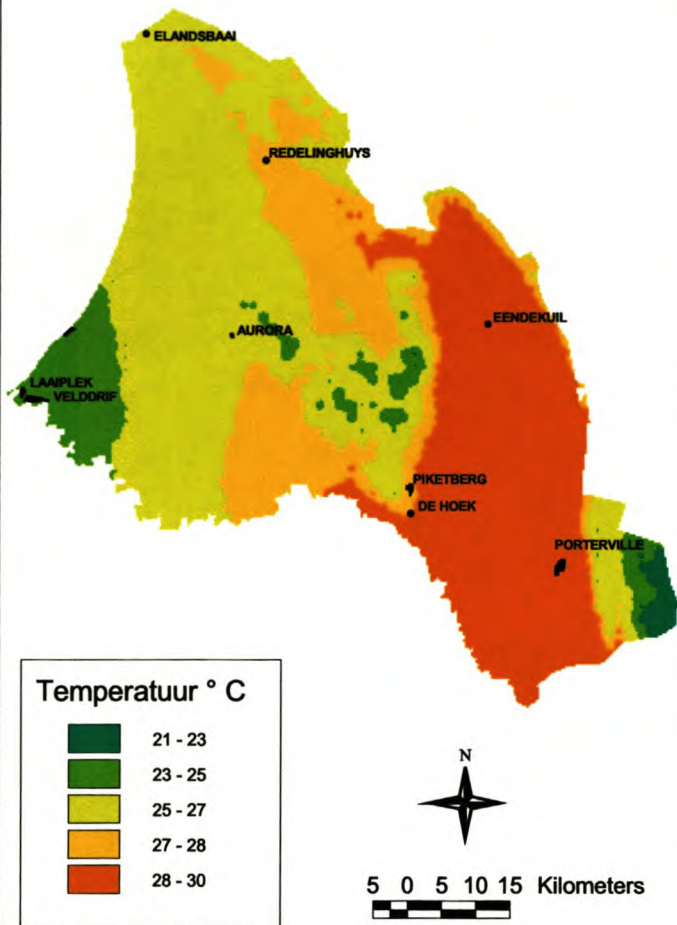 ELANDSBAAI
REDELINGHUYS
EENDEKUIL
AURORA
LAAIPLEK
VELDDRIF
PIKETBERG
DE HOEK
PORTERVILLE
Temperatuur ° C
21 - 23
23 - 25
25 - 27
27 - 28
28 - 30
N
5 0 5 10 15 Kilometers